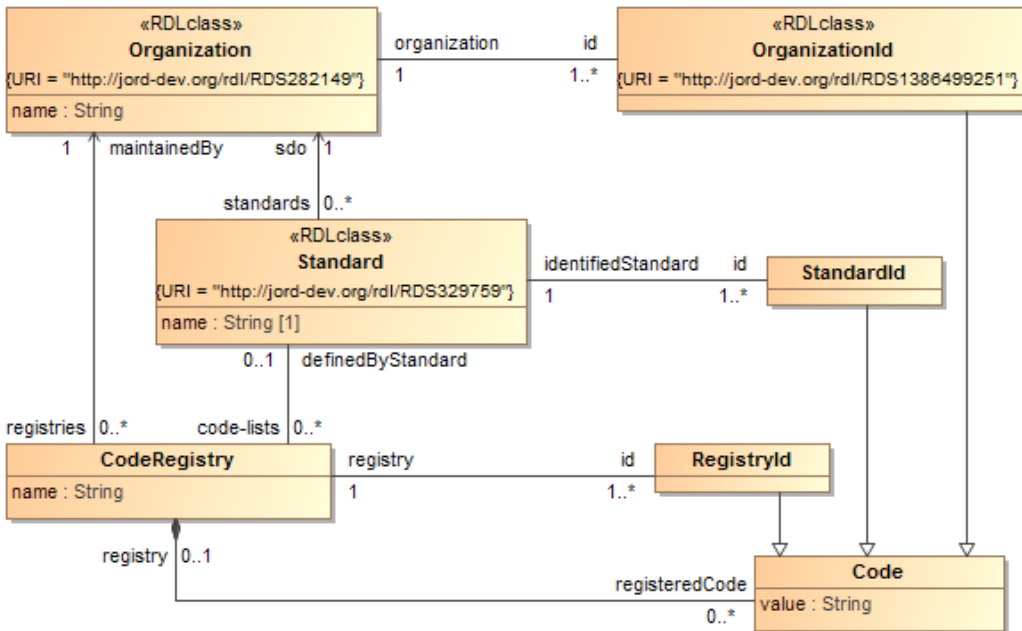 «RDLclass»
Organization
{URI = "http://jord-dev.org/rdl/RDS282149"}
name : String
organization
id
1
1..*
«RDLclass»
OrganizationId
{URI = "http://jord-dev.org/rdl/RDS1386499251"}
1
maintainedBy
sdo
1
standards
0..*
«RDLclass»
Standard
{URI = "http://jord-dev.org/rdl/RDS329759"}
name : String [1]
identifiedStandard
id
1
1..*
StandardId
0..1
definedByStandard
registries
0..*
code-lists
0..*
CodeRegistry
name : String
registry
id
1
1..*
RegistryId
registry
0..1
registeredCode
0..*
Code
value : String